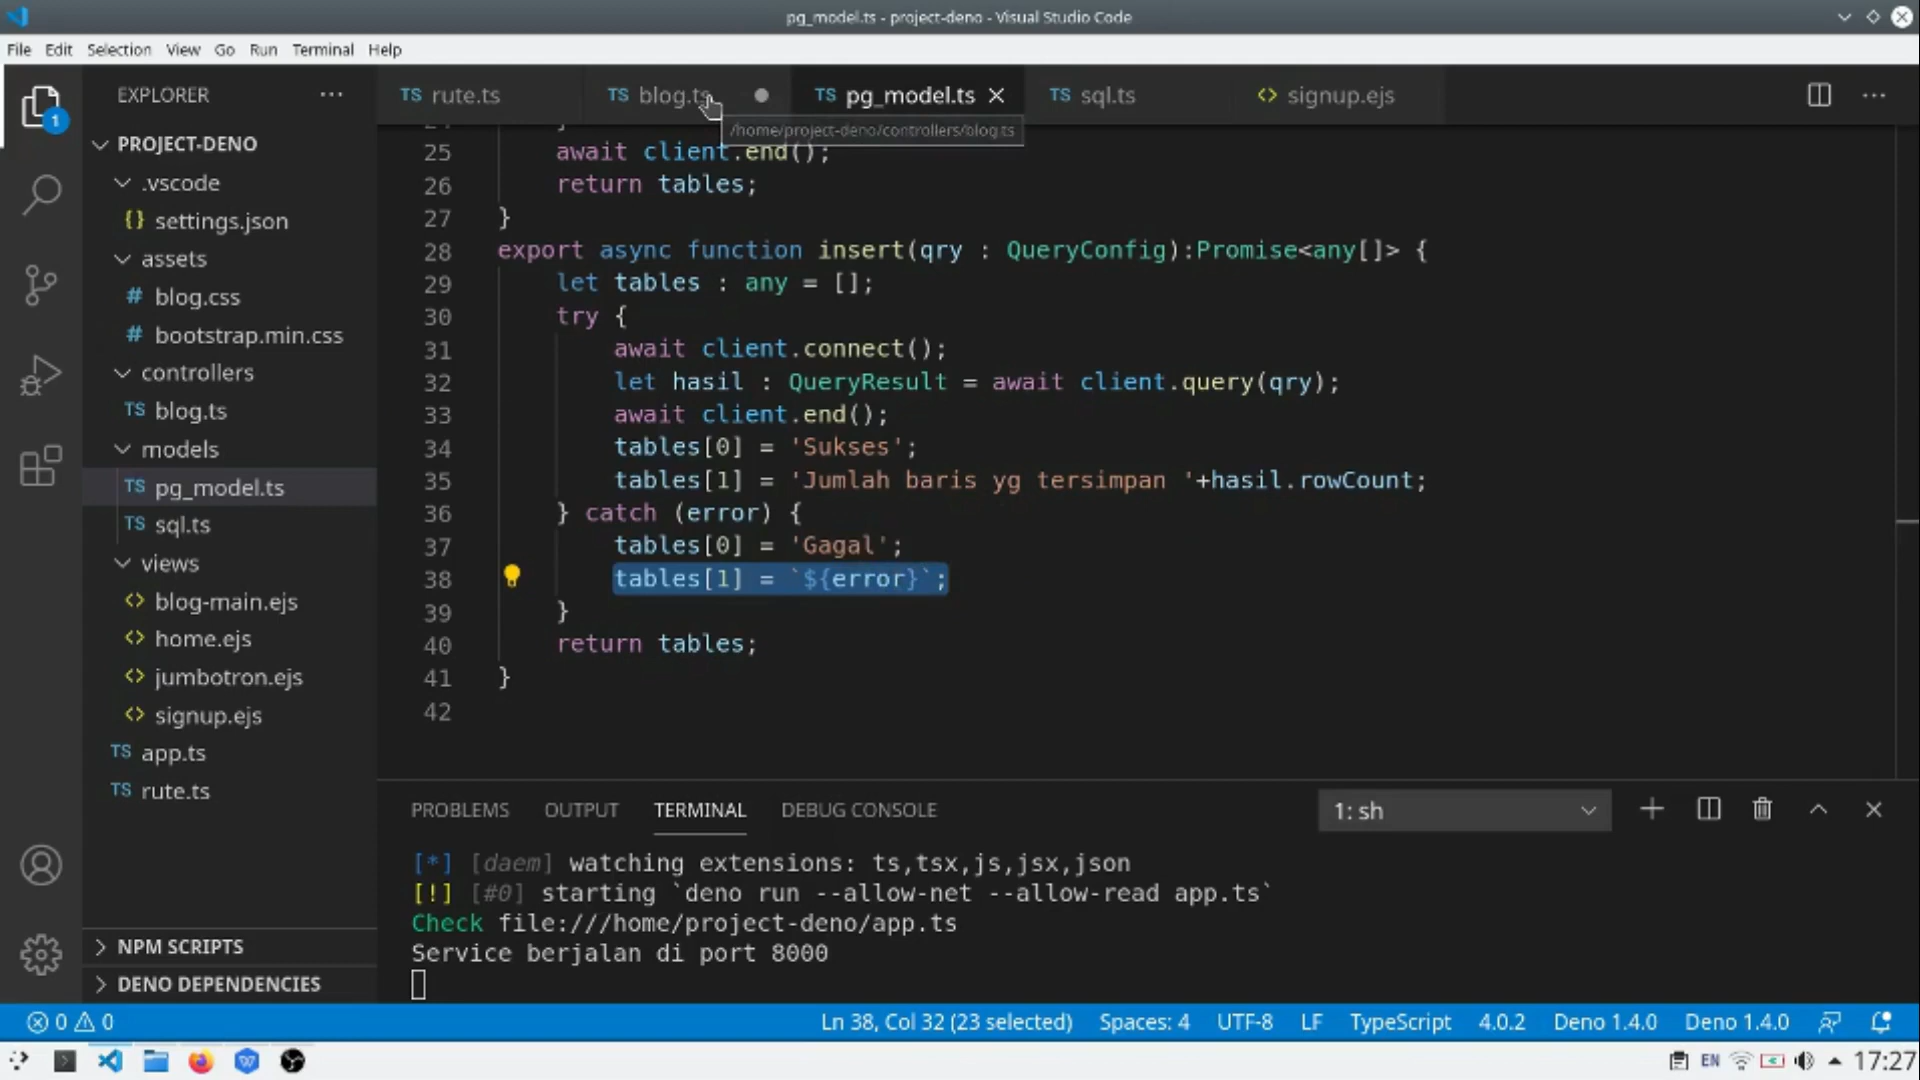 pg_model.ts - project-deno - Visual Studio Code
File Edit Selection View Go Run Terminal Help
EXPLORER
1
PROJECT-DENO
.vscode
{} settings.json
assets
# blog.css
# bootstrap.min.css
controllers
TS blog.ts
models
TS pg_model.ts
TS sql.ts
views
<> blog-main.ejs
<> home.ejs
<> jumbotron.ejs
<> signup.ejs
TS app.ts
TS rute.ts
NPM SCRIPTS
DENO DEPENDENCIES
TS rute.ts TS blog.ts TS pg_model.ts TS sql.ts <> signup.ejs
/home/project-deno/controllers/blog.ts
25 await client.end();
26 return tables;
27 }
28 export async function insert(qry : QueryConfig):Promise<any[]> {
29 let tables : any = [];
30 try {
31 await client.connect();
32 let hasil : QueryResult = await client.query(qry);
33 await client.end();
34 tables[0] = 'Sukses';
35 tables[1] = 'Jumlah baris yg tersimpan '+hasil.rowCount;
36 } catch (error) {
37 tables[0] = 'Gagal';
38 tables[1] = `${error}`;
39 }
40 return tables;
41 }
42
PROBLEMS OUTPUT TERMINAL DEBUG CONSOLE 1: sh
[*] [daem] watching extensions: ts,tsx,js,jsx,json
[!] [#0] starting `deno run --allow-net --allow-read app.ts`
Check file:///home/project-deno/app.ts
Service berjalan di port 8000
0 0 Ln 38, Col 32 (23 selected) Spaces: 4 UTF-8 LF TypeScript 4.0.2 Deno 1.4.0 Deno 1.4.0
EN 17:27